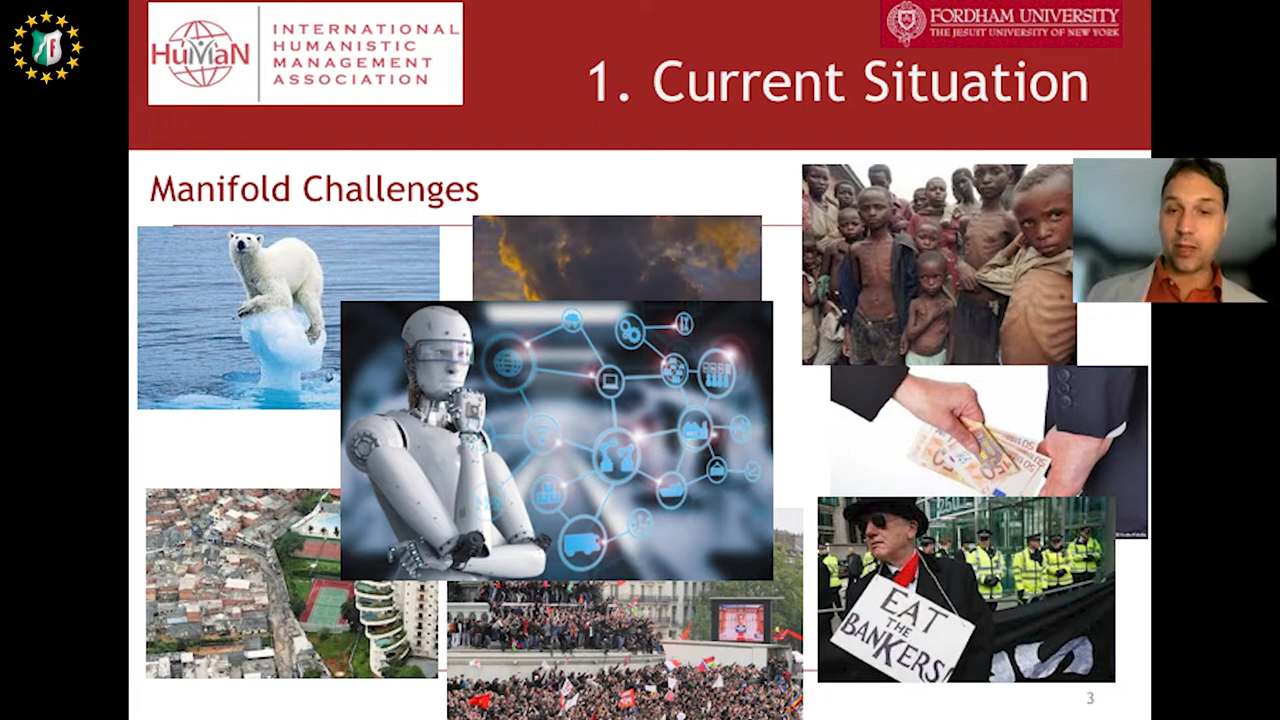 HUMAN
INTERNATIONAL
HUMANISTIC
MANAGEMENT
ASSOCIATION
FORDHAM UNIVERSITY
THE JESUIT UNIVERSITY OF NEW YORK
1. Current Situation
Manifold Challenges
50
EAT
THE
BANKERS!
3